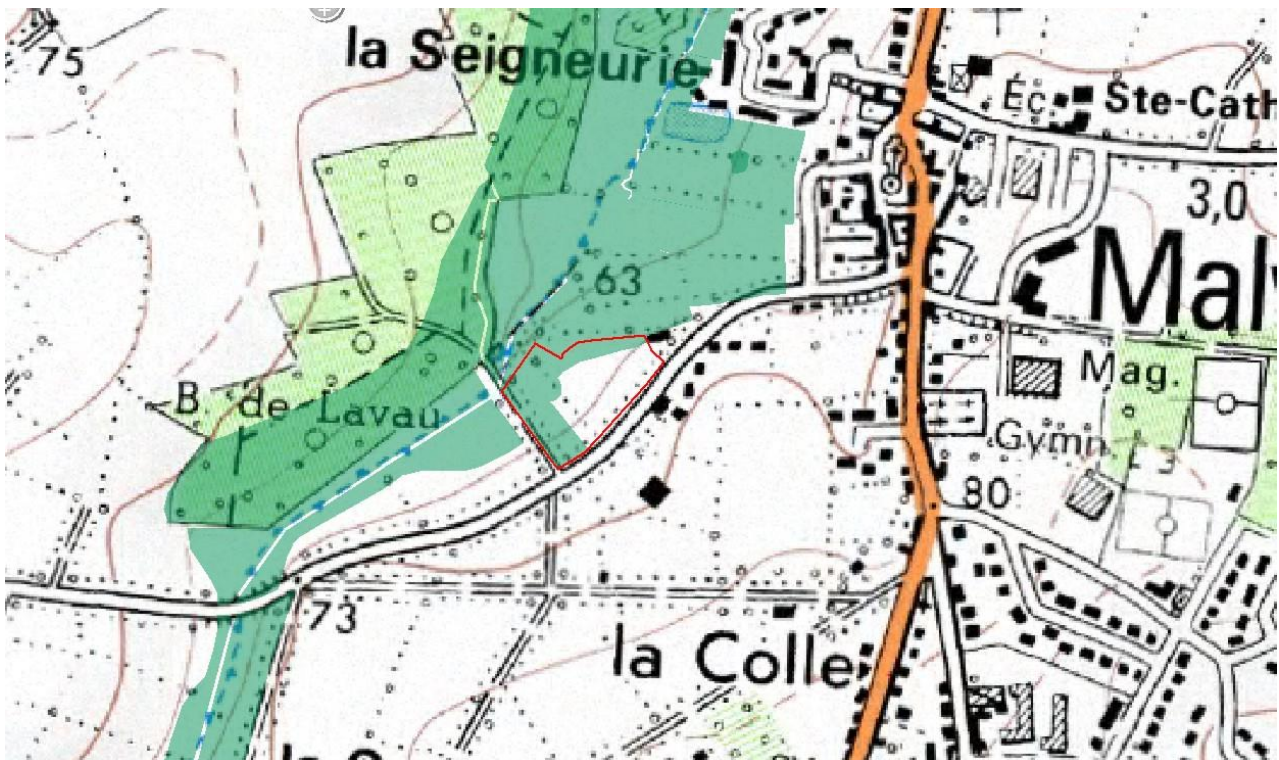 la Seigneurie
75
Éc.
Ste-Cath
3,0
63
Mal
Mag.
B de Lavau
Gymn
80
73
la Colle